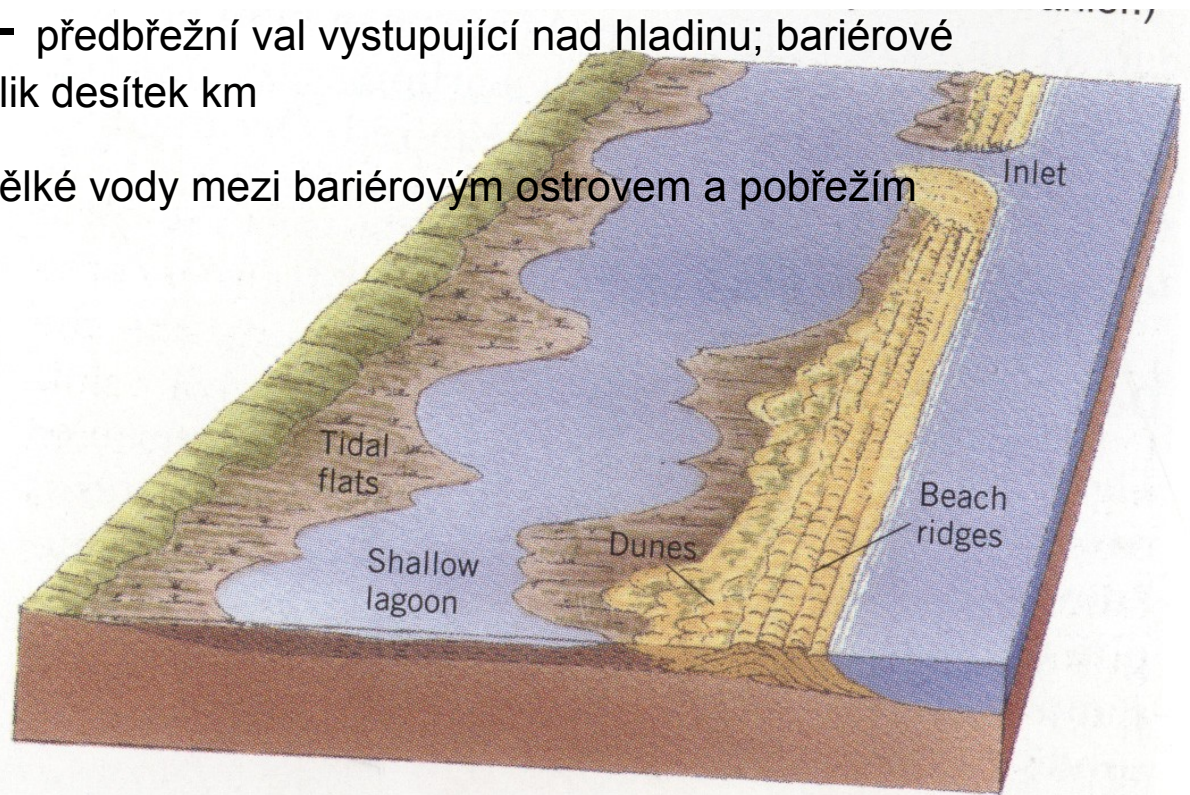 - předbřežní val vystupující nad hladinu; bariérové
lik desítek km
ělké vody mezi bariérovým ostrovem a pobřežím
Inlet
Tidal
flats
Beach
ridges
Dunes
Shallow
lagoon